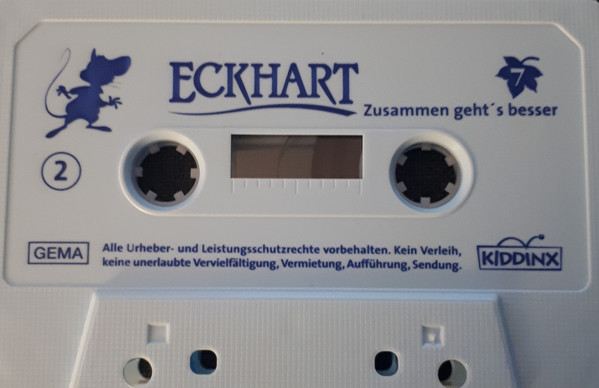 ECKHART
7
Zusammen geht´s besser
2
GEMA
Alle Urheber- und Leistungsschutzrechte vorbehalten. Kein Verleih,
keine unerlaubte Vervielfältigung, Vermietung, Aufführung, Sendung.
KIDDINX